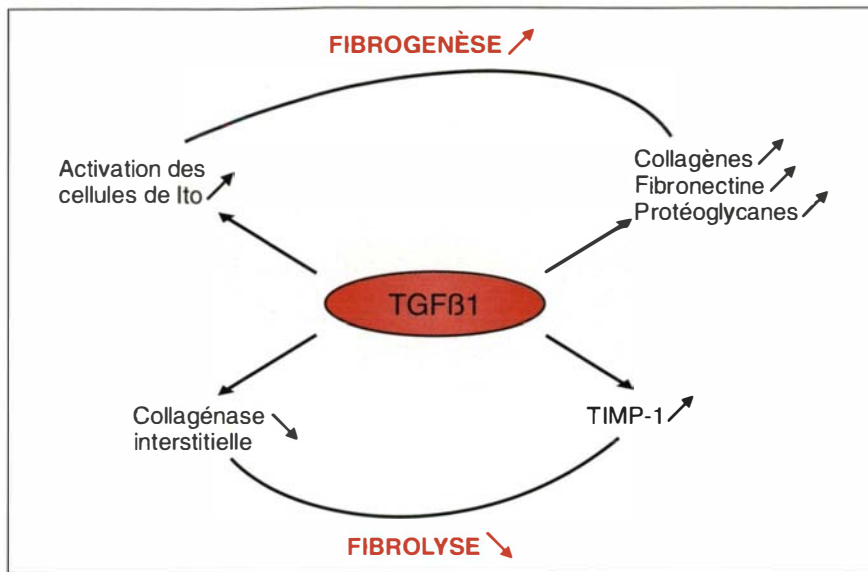 FIBROGENÈSE
Activation des
cellules de Ito
Collagènes
Fibronectine
Protéoglycanes
TGFß1
Collagénase
interstitielle
TIMP-1
FIBROLYSE